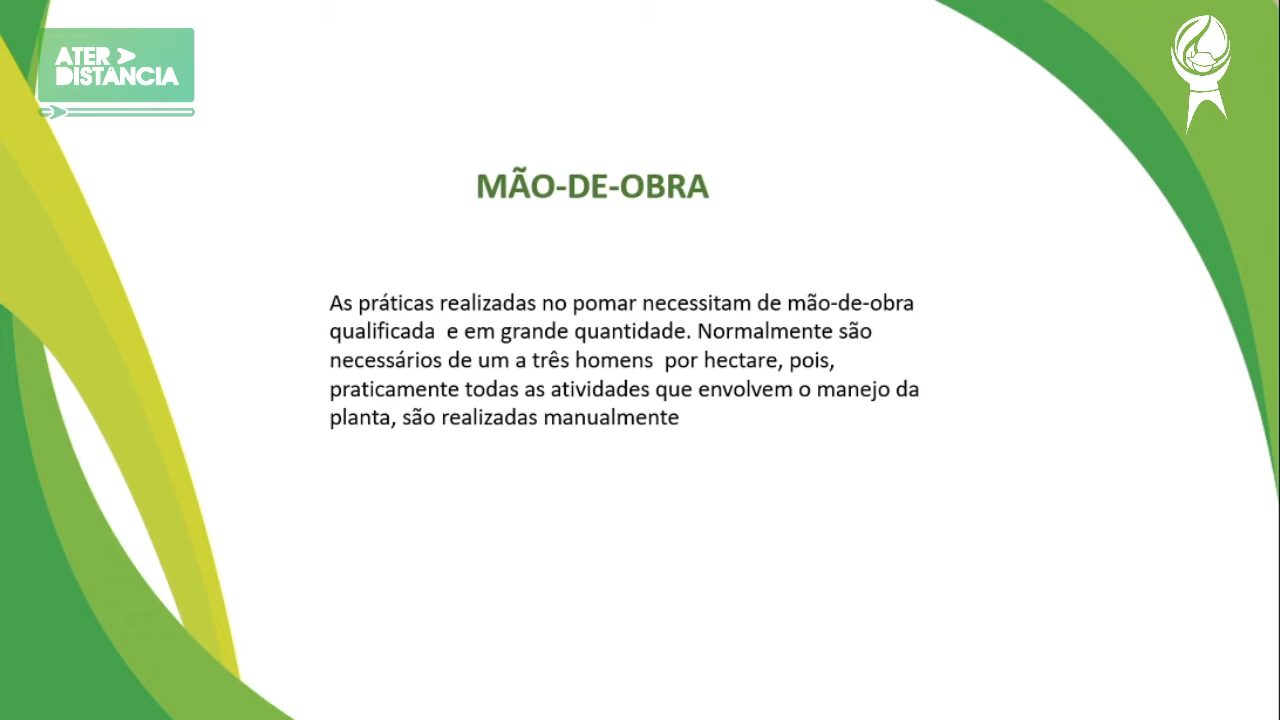 ATER
DISTÂNCIA
MÃO-DE-OBRA
As práticas realizadas no pomar necessitam de mão-de-obra
qualificada  e em grande quantidade. Normalmente são
necessários de um a três homens  por hectare, pois,
praticamente todas as atividades que envolvem o manejo da
planta, são realizadas manualmente